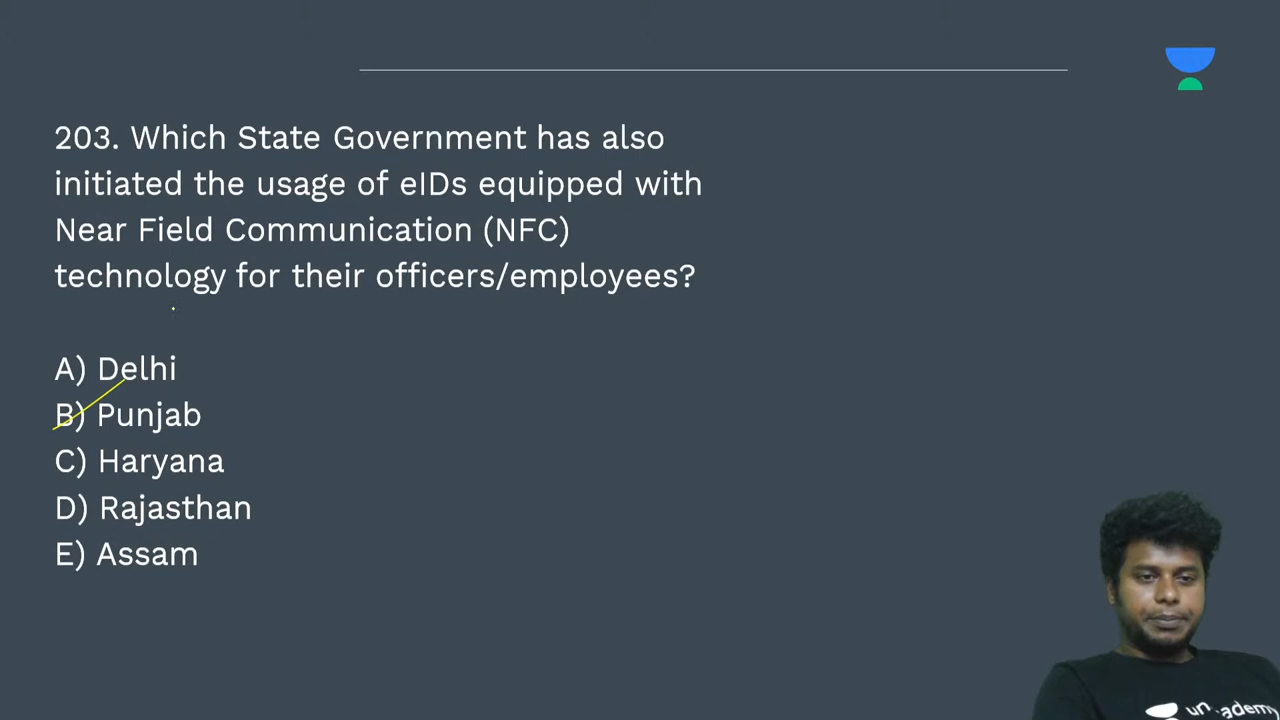 203. Which State Government has also
initiated the usage of eIDs equipped with
Near Field Communication (NFC)
technology for their officers/employees?
A) Delhi
B) Punjab
C) Haryana
D) Rajasthan
E) Assam